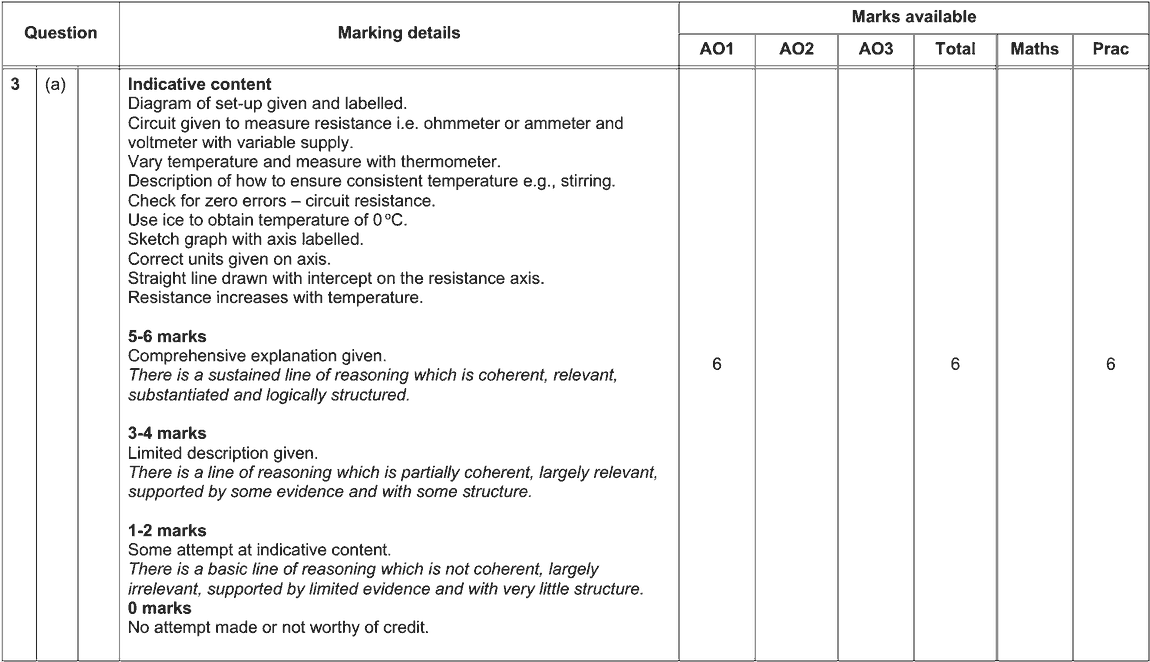 Question
Marking details
Marks available
AO1 AO2 AO3 Total Maths Prac
3 (a) Indicative content
Diagram of set-up given and labelled.
Circuit given to measure resistance i.e. ohmmeter or ammeter and
voltmeter with variable supply.
Vary temperature and measure with thermometer.
Description of how to ensure consistent temperature e.g., stirring.
Check for zero errors – circuit resistance.
Use ice to obtain temperature of 0 °C.
Sketch graph with axis labelled.
Correct units given on axis.
Straight line drawn with intercept on the resistance axis.
Resistance increases with temperature.
5-6 marks
Comprehensive explanation given.
There is a sustained line of reasoning which is coherent, relevant,
substantiated and logically structured.
3-4 marks
Limited description given.
There is a line of reasoning which is partially coherent, largely relevant,
supported by some evidence and with some structure.
1-2 marks
Some attempt at indicative content.
There is a basic line of reasoning which is not coherent, largely
irrelevant, supported by limited evidence and with very little structure.
0 marks
No attempt made or not worthy of credit.
6 6 6